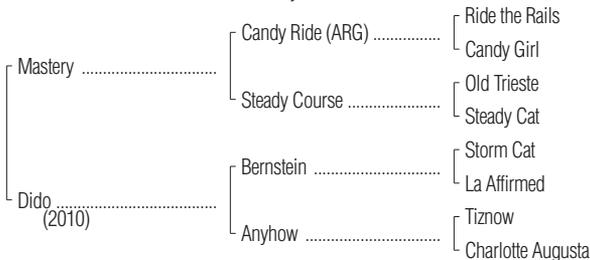 Ride the Rails
Candy Ride (ARG) ................
Candy Girl
Mastery ................................
Old Trieste
Steady Course ......................
Steady Cat
Storm Cat
Bernstein ..............................
La Affirmed
Dido ......................................
(2010)
Tiznow
Anyhow ................................
Charlotte Augusta